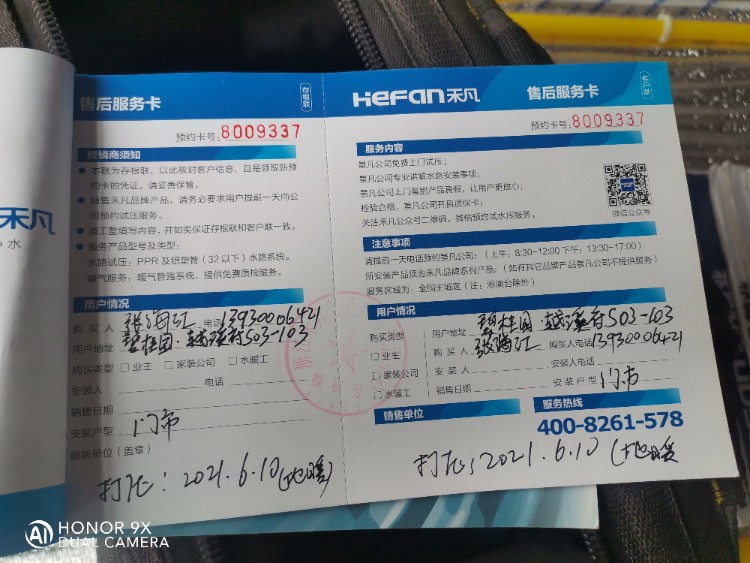 售后服务卡
存根联
预约卡号：8009337
经销商须知
本联为存根联，以此核对客户信息，且是领取新预
约卡的凭证，请妥善保管。
销售禾凡品牌产品，请务必要求用户提前一天向公
司预约试压服务。
请工整填写内容，并如实保证存根联和客户联一致。
服务产品型号及类型：
水路试压：PPR及铝塑管（32以下）水路系统。
暖气服务：暖气管路系统，提供免费质检服务。
用户情况
购 买 人 张海江 电话 13930006421
用户地址 碧桂园·越溪府503-103
购买类型 □业主 □家装公司 □水暖工
安装人 电话
销售日期
安装户型 门市
销售单位（盖章）
打压：2021.6.10（地暖）
HeFan禾凡 售后服务卡
预约卡号：8009337
服务内容
景凡公司免费上门试压；
景凡公司专业讲解水路安装事项；
景凡公司上门鉴别产品真假，让用户更放心；
检验合格，景凡公司开具质保卡；
关注禾凡公众号二维码，微信预约试水压服务。
微信公众号
注意事项
请提前一天电话预约景凡公司：（上午：8:30-12:00下午：13:30-17:00）
所安装产品须为禾凡品牌系列产品；（如有其它品牌产品景凡公司不提供服务）
服务区域为：全国主城区（注：港澳台除外）
用户情况
购买类型 用户地址 碧桂园·越溪府503-103
□业主 购 买 人 张海江 购买人电话 13930006421
□家装公司 安 装 人 安装人电话
□水暖工 销售日期 安装户型 门市
销售单位 服务热线
400-8261-578
打压：2021.6.10（地暖
禾凡
水
HONOR 9X
DUAL CAMERA